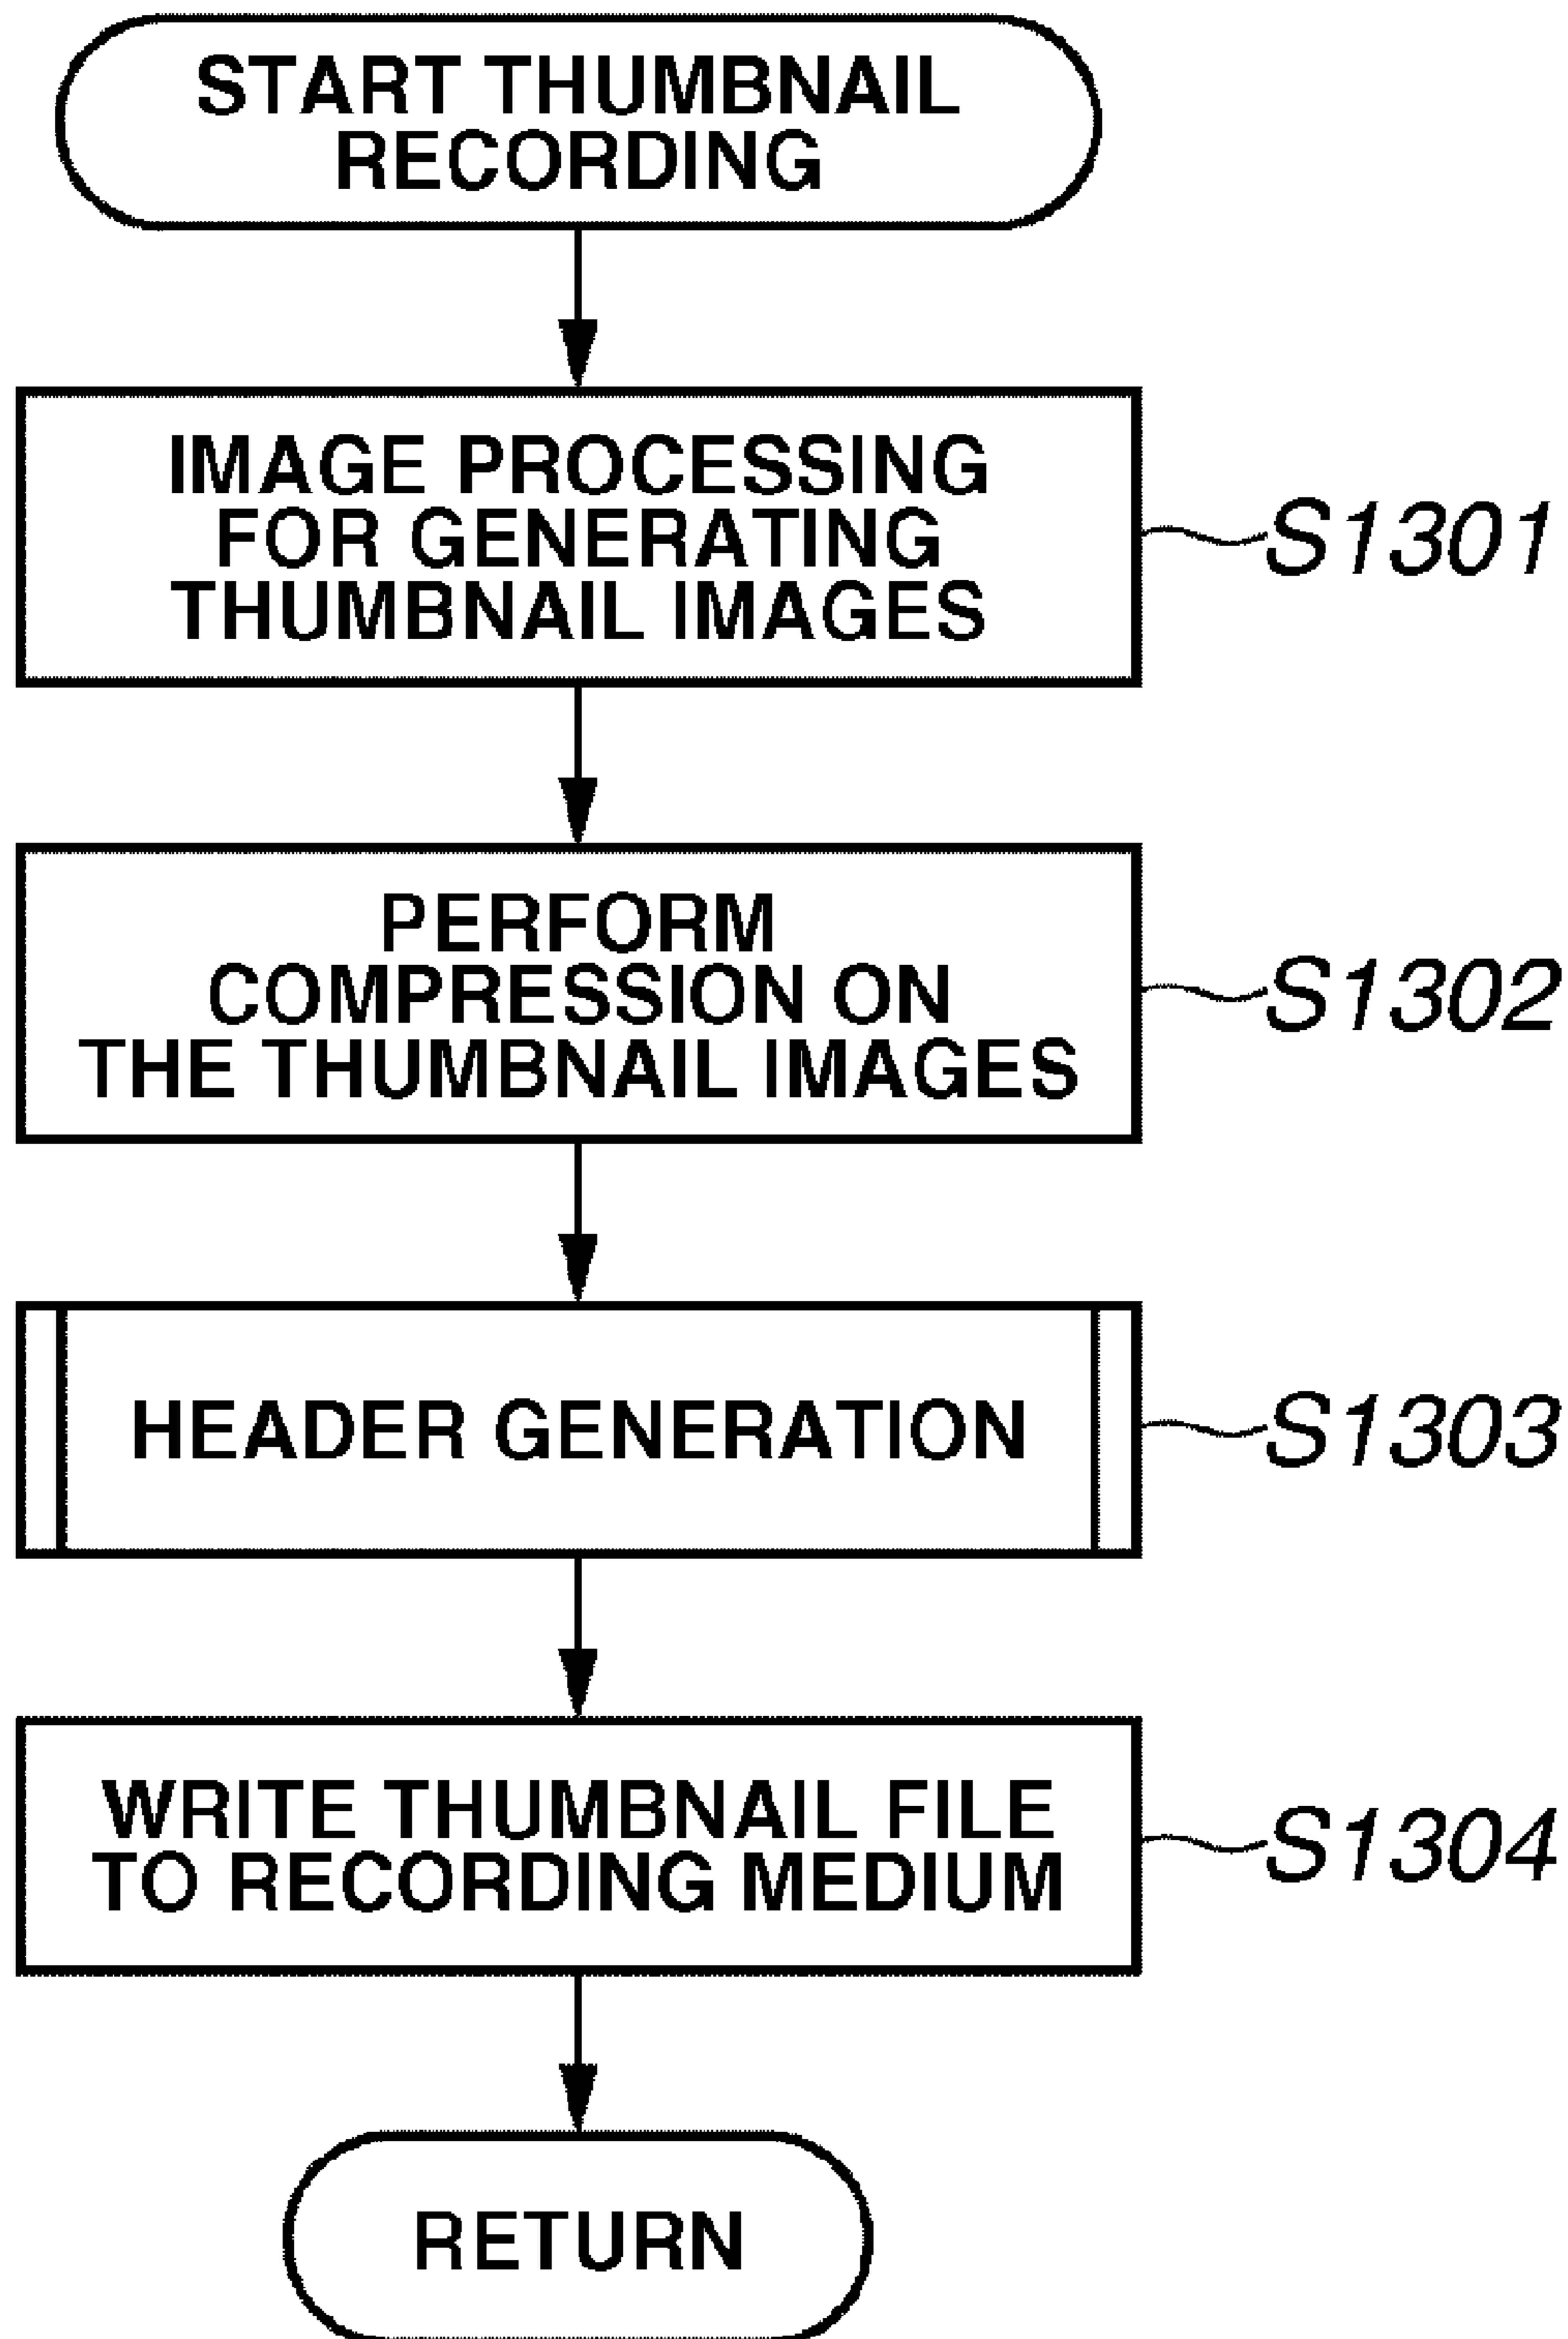 START THUMBNAIL
RECORDING
IMAGE PROCESSING
FOR GENERATING
THUMBNAIL IMAGES
S1301
PERFORM
COMPRESSION ON
THE THUMBNAIL IMAGES
S1302
HEADER GENERATION
S1303
WRITE THUMBNAIL FILE
TO RECORDING MEDIUM
S1304
RETURN